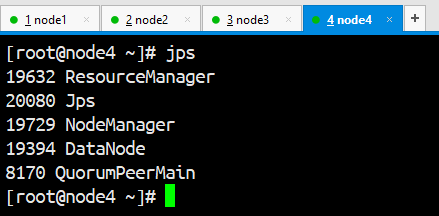 1 node1 × 2 node2 × 3 node3 × 4 node4 × +
[root@node4 ~]# jps
19632 ResourceManager
20080 Jps
19729 NodeManager
19394 DataNode
8170 QuorumPeerMain
[root@node4 ~]#